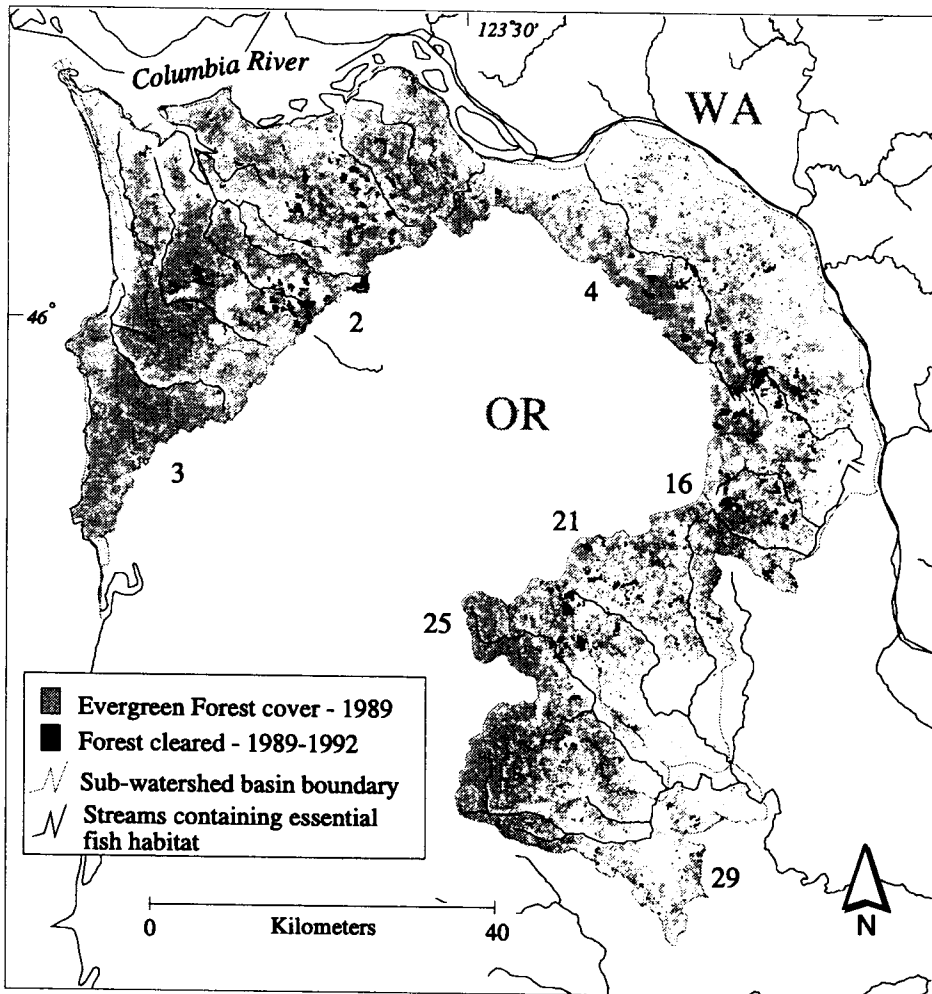 123°30'
Columbia River
WA
46°
2
4
OR
3
16
21
25
Evergreen Forest cover - 1989
Forest cleared - 1989-1992
Sub-watershed basin boundary
Streams containing essential
fish habitat
29
0 Kilometers 40
N